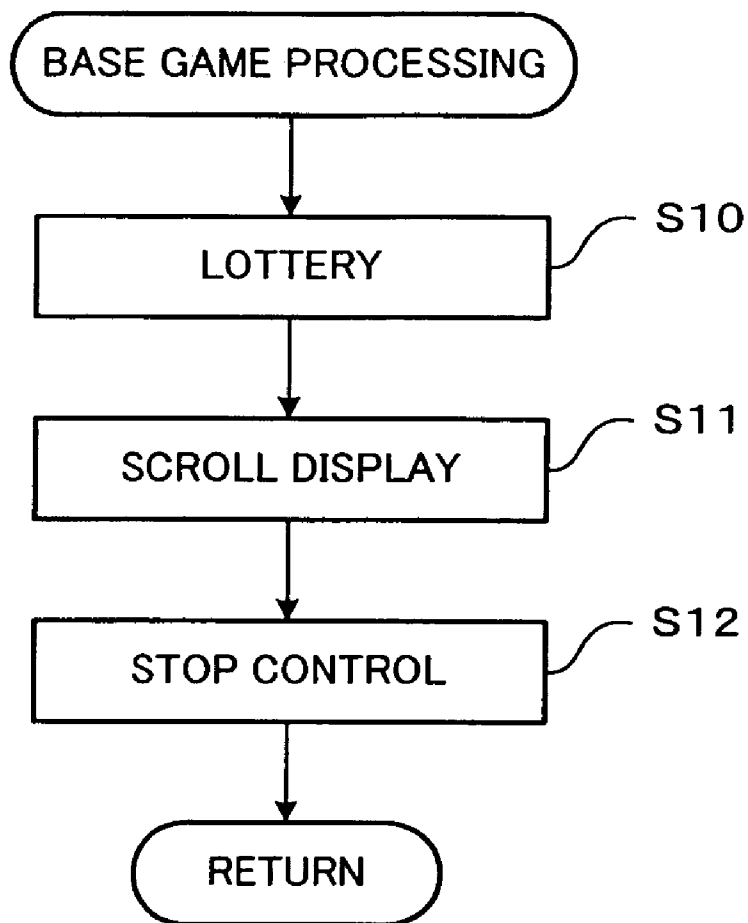 BASE GAME PROCESSING
LOTTERY
S10
SCROLL DISPLAY
S11
STOP CONTROL
S12
RETURN